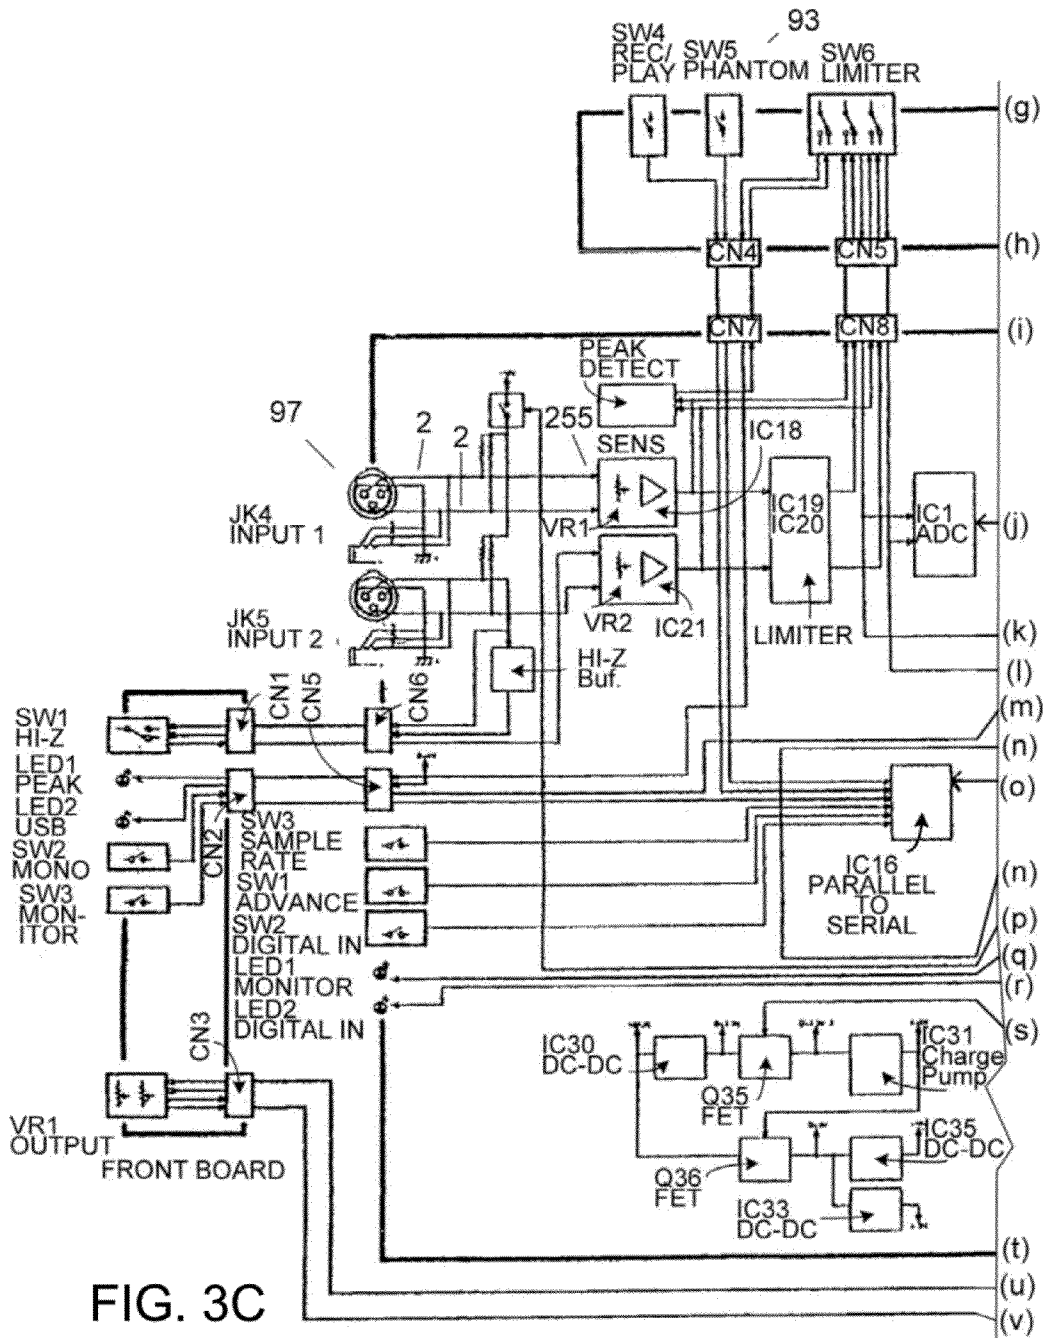 93
SW4
REC/
PLAY
SW5
PHANTOM
SW6
LIMITER
(g)
CN4
CN5
(h)
CN7
CN8
(i)
PEAK
DETECT
97
2
2
255
SENS
IC18
JK4
INPUT 1
VR1
IC19
IC20
IC1
ADC
(j)
JK5
INPUT 2
VR2
IC21
LIMITER
(k)
HI-Z
Buf.
(l)
CN1
CN5
CN6
(m)
SW1
HI-Z
(n)
LED1
PEAK
(o)
LED2
USB
CN2
SW2
MONO
SW3
SAMPLE
RATE
IC16
PARALLEL
TO
SERIAL
(n)
SW3
MON-
ITOR
SW1
ADVANCE
(p)
SW2
DIGITAL IN
(q)
LED1
MONITOR
(r)
LED2
DIGITAL IN
(s)
CN3
IC30
DC-DC
Q35
FET
IC31
Charge
Pump
VR1
OUTPUT
FRONT BOARD
Q36
FET
IC35
DC-DC
IC33
DC-DC
(t)
(u)
(v)
FIG. 3C